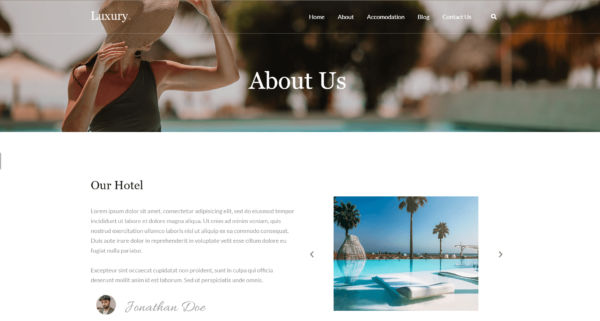 Luxury
Home About Accomodation Blog Contact Us
About Us
Our Hotel
Lorem ipsum dolor sit amet, consectetur adipisicing elit, sed do eiusmod tempor
incididunt ut labore et dolore magna aliqua. Ut enim ad minim veniam, quis
nostrud exercitation ullamco laboris nisi ut aliquip ex ea commodo consequat.
Duis aute irure dolor in reprehenderit in voluptate velit esse cillum dolore eu
fugiat nulla pariatur.
Excepteur sint occaecat cupidatat non proident, sunt in culpa qui officia
deserunt mollit anim id est laborum. Sed ut perspiciatis unde omnis.
Jonathan Doe